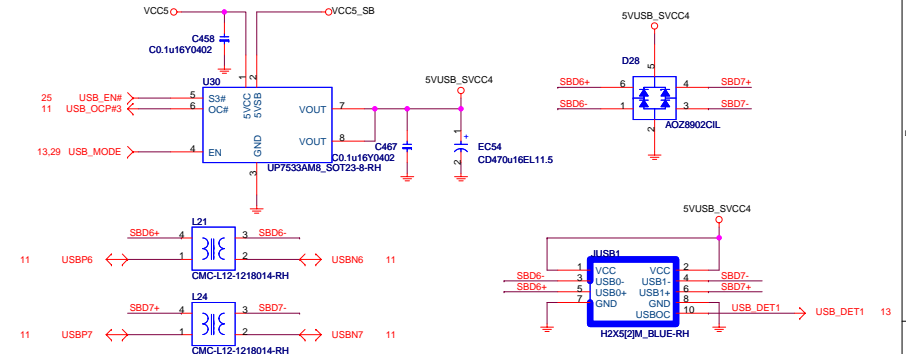 VCC5 VCC5_SB
C458
C0.1u16Y0402
1 2
U30
25 USB_EN# 5 S3# 5VCC 5VSB
11 USB_OCP#3 6 OC# VOUT 7
VOUT 8
13,29 USB_MODE 4 EN GND
3
UP7533AM8_SOT23-8-RH
5VUSB_SVCC4
C467
C0.1u16Y0402
1 +
EC54
2 CD470u16EL11.5
5VUSB_SVCC4
D28
5
SBD6+ 6 4 SBD7+
SBD6- 1 3 SBD7-
2
AOZ8902CIL
L21
SBD6+ 4 3 SBD6-
11 USBP6 1 2 USBN6 11
CMC-L12-1218014-RH
L24
SBD7+ 4 3 SBD7-
11 USBP7 1 2 USBN7 11
CMC-L12-1218014-RH
5VUSB_SVCC4
JUSB1
1 VCC VCC 2
SBD6- 3 USB0- USB1- 4 SBD7-
SBD6+ 5 USB0+ USB1+ 6 SBD7+
7 GND GND 8
USBOC 10 USB_DET1 USB_DET1 13
H2X5[2]M_BLUE-RH